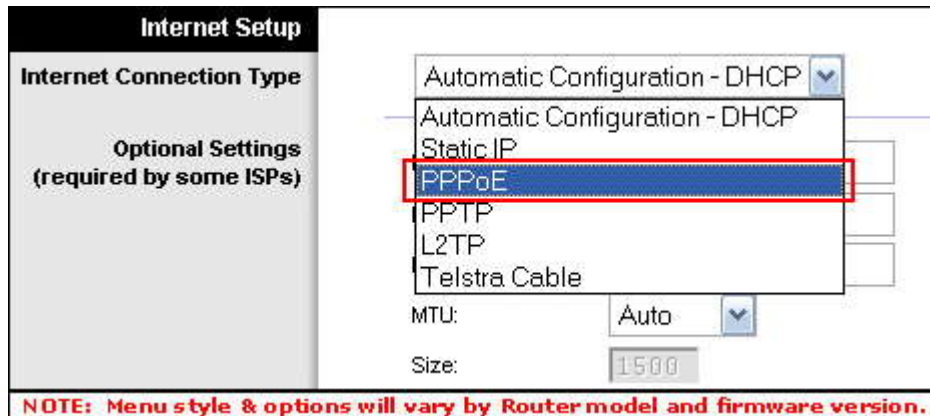 Internet Setup
Internet Connection Type
Automatic Configuration - DHCP
Automatic Configuration - DHCP
Static IP
PPPoE
PPTP
L2TP
Telstra Cable
Optional Settings
(required by some ISPs)
MTU:
Auto
Size:
1500
NOTE: Menu style & options will vary by Router model and firmware version.